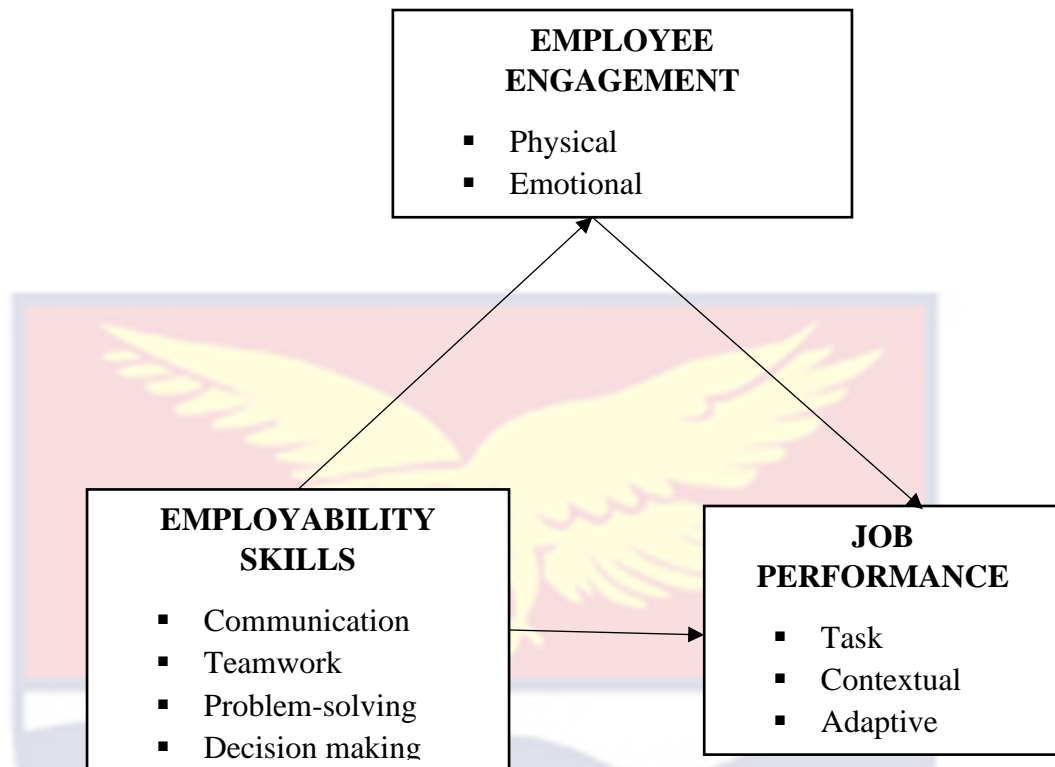 EMPLOYEE
ENGAGEMENT
▪ Physical
▪ Emotional
EMPLOYABILITY
SKILLS
▪ Communication
▪ Teamwork
▪ Problem-solving
▪ Decision making
JOB
PERFORMANCE
▪ Task
▪ Contextual
▪ Adaptive